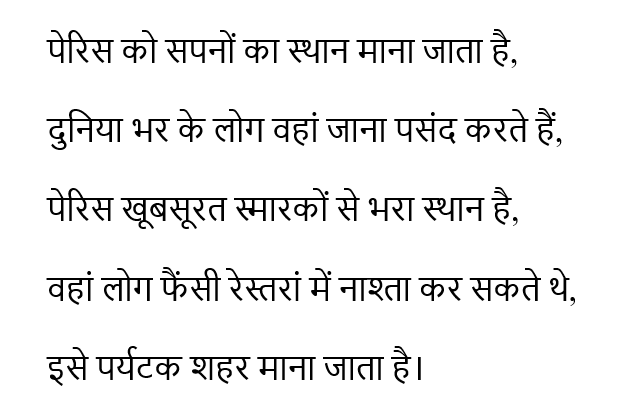 पेरिस को सपनों का स्थान माना जाता है,
दुनिया भर के लोग वहां जाना पसंद करते हैं,
पेरिस खूबसूरत स्मारकों से भरा स्थान है,
वहां लोग फैंसी रेस्तरां में नाश्ता कर सकते थे,
इसे पर्यटक शहर माना जाता है।